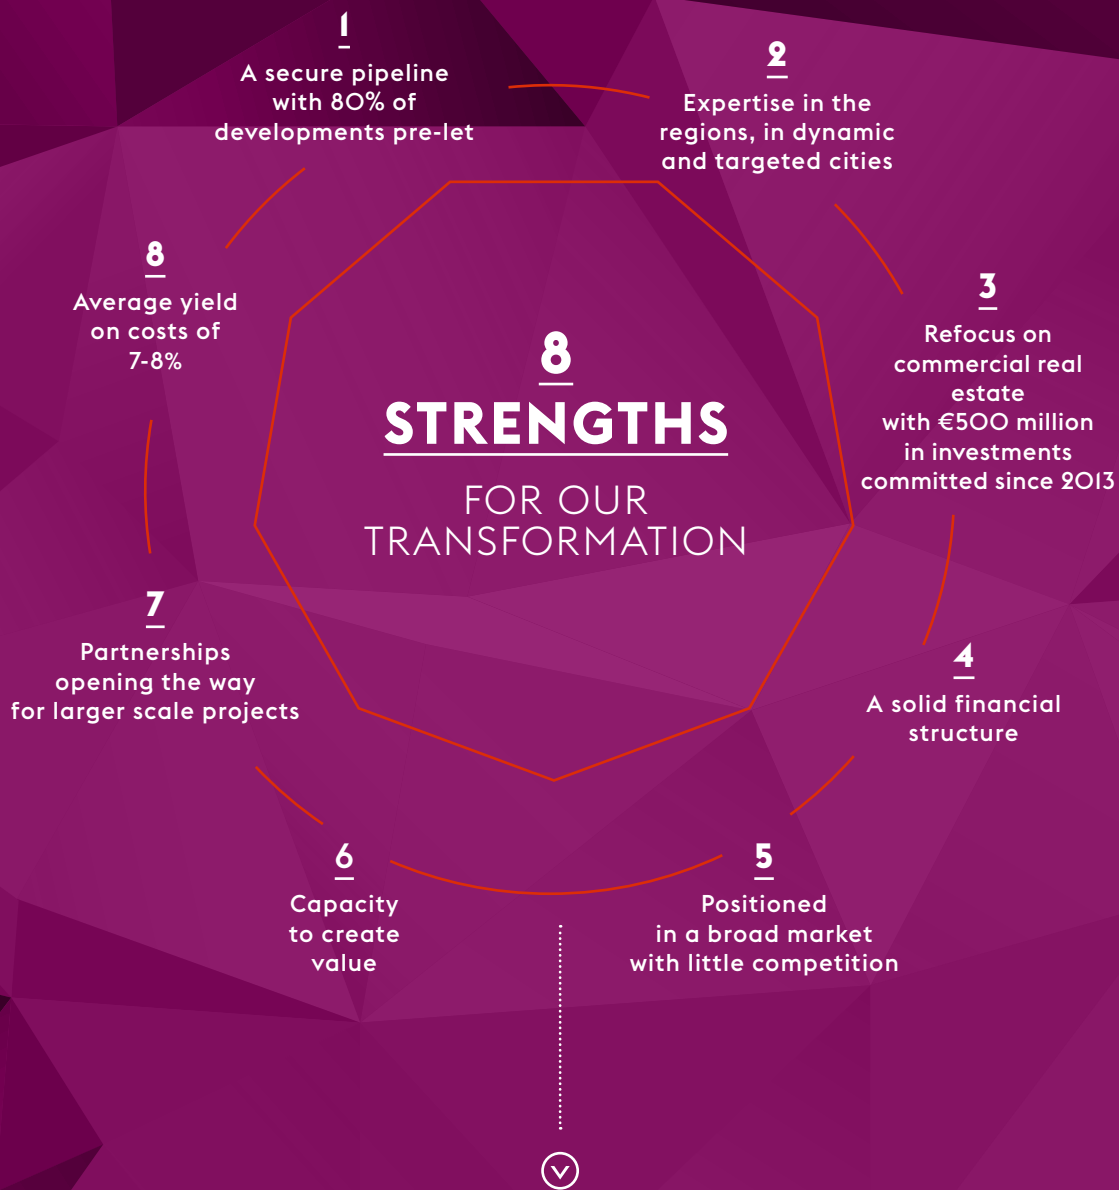 8
STRENGTHS
FOR OUR
TRANSFORMATION
1
A secure pipeline
with 80% of
developments pre-let
2
Expertise in the
regions, in dynamic
and targeted cities
3
Refocus on
commercial real
estate
with €500 million
in investments
committed since 2013
4
A solid financial
structure
5
Positioned
in a broad market
with little competition
6
Capacity
to create
value
7
Partnerships
opening the way
for larger scale projects
8
Average yield
on costs of
7-8%